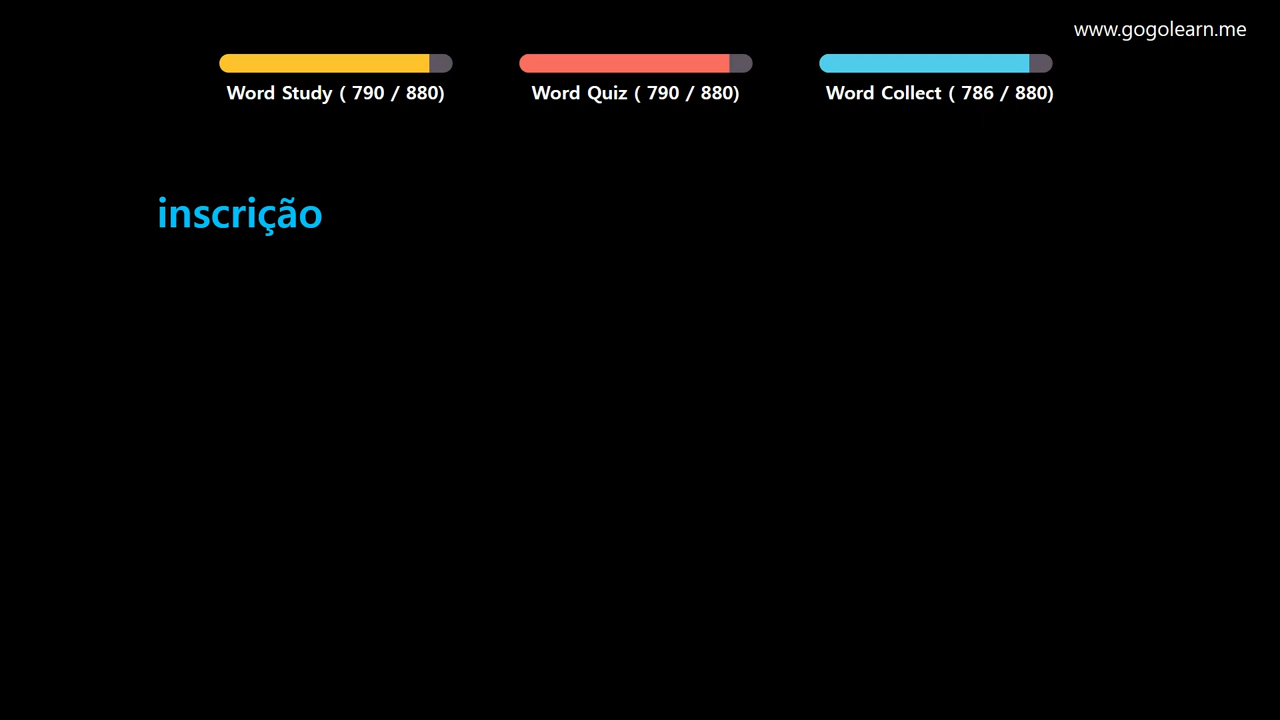 www.gogolearn.me
Word Study ( 790 / 880)
Word Quiz ( 790 / 880)
Word Collect ( 786 / 880)
inscrição